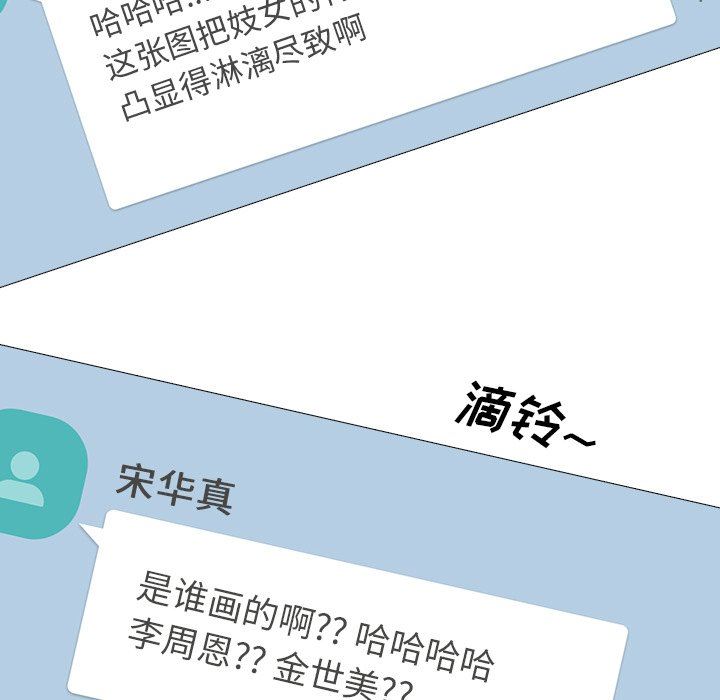 哈哈哈...
这张图把妓女的
凸显得淋漓尽致啊
滴铃~
宋华真
是谁画的啊?? 哈哈哈哈
李周恩?? 金世美??